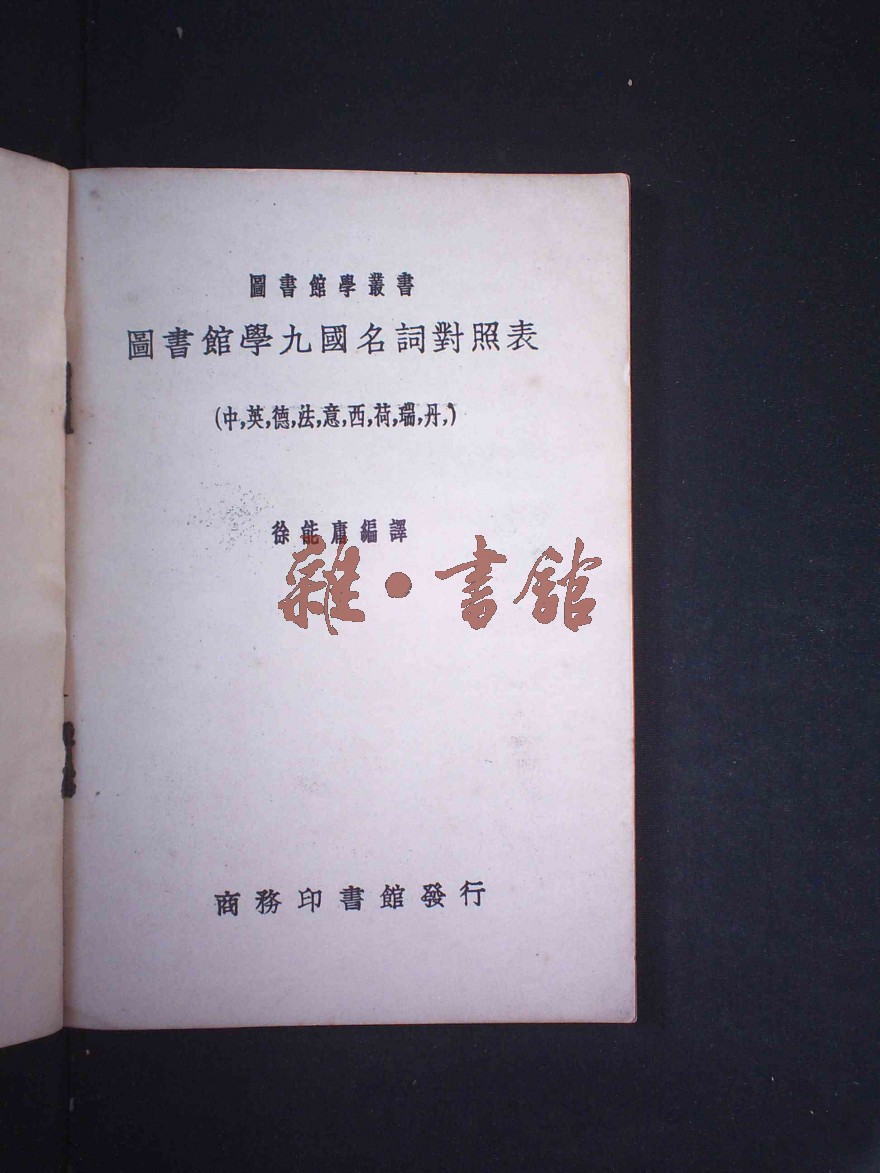 圖書館學叢書
圖書館學九國名詞對照表
(中,英,德,法,意,西,荷,瑞,丹,)
徐能庸編譯
雜·書館
商務印書館發行